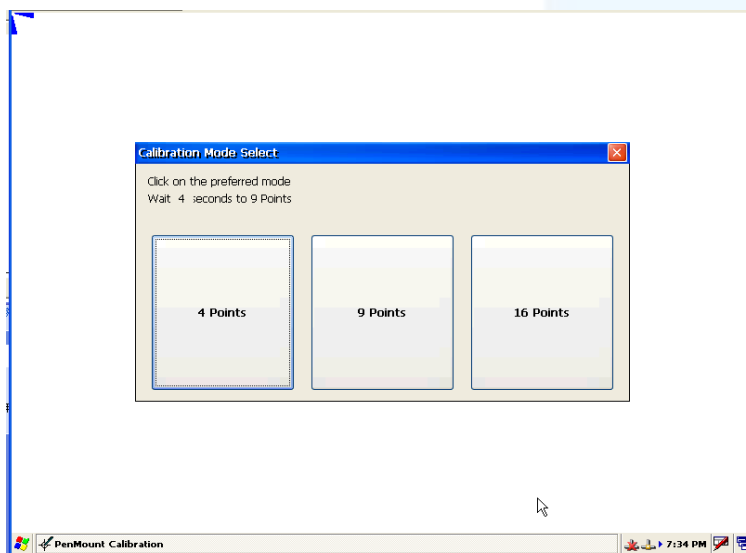 Calibration Mode Select
Click on the preferred mode
Wait 4 seconds to 9 Points
4 Points
9 Points
16 Points
PenMount Calibration
7:34 PM